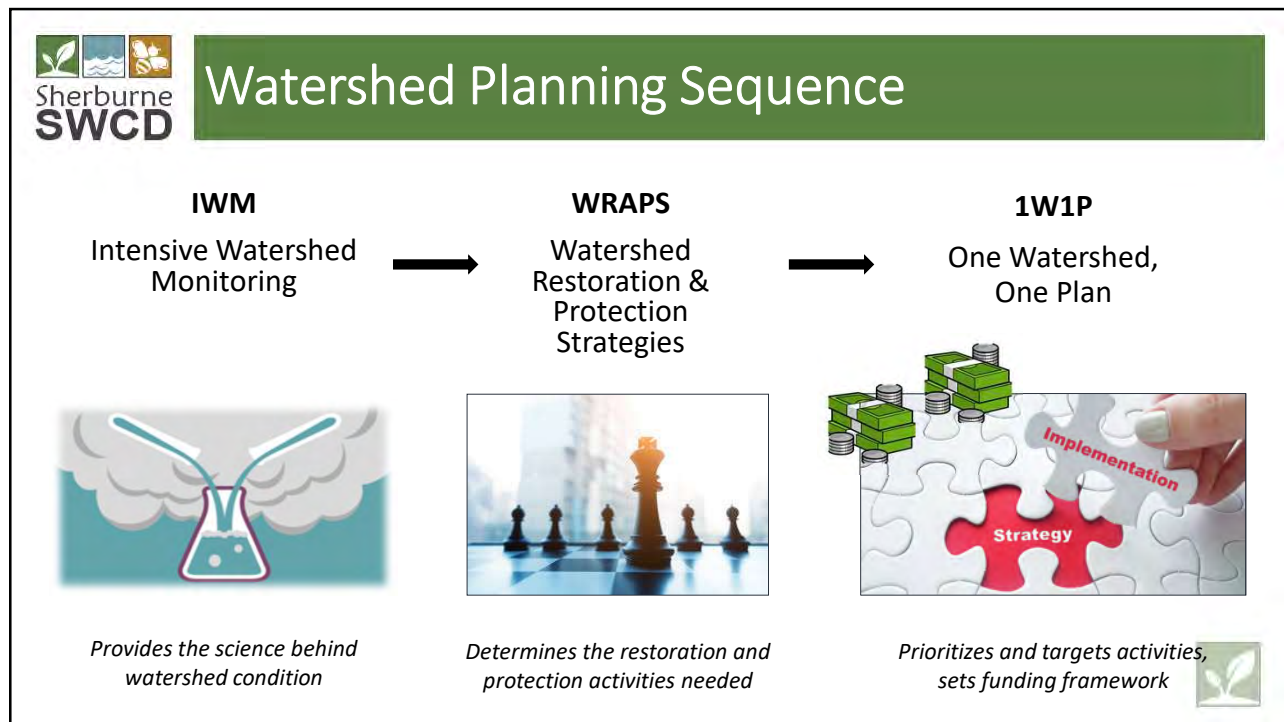 Sherburne
SWCD
Watershed Planning Sequence
IWM
Intensive Watershed
Monitoring
WRAPS
Watershed
Restoration &
Protection
Strategies
1W1P
One Watershed,
One Plan
Implementation
Strategy
Provides the science behind
watershed condition
Determines the restoration and
protection activities needed
Prioritizes and targets activities,
sets funding framework